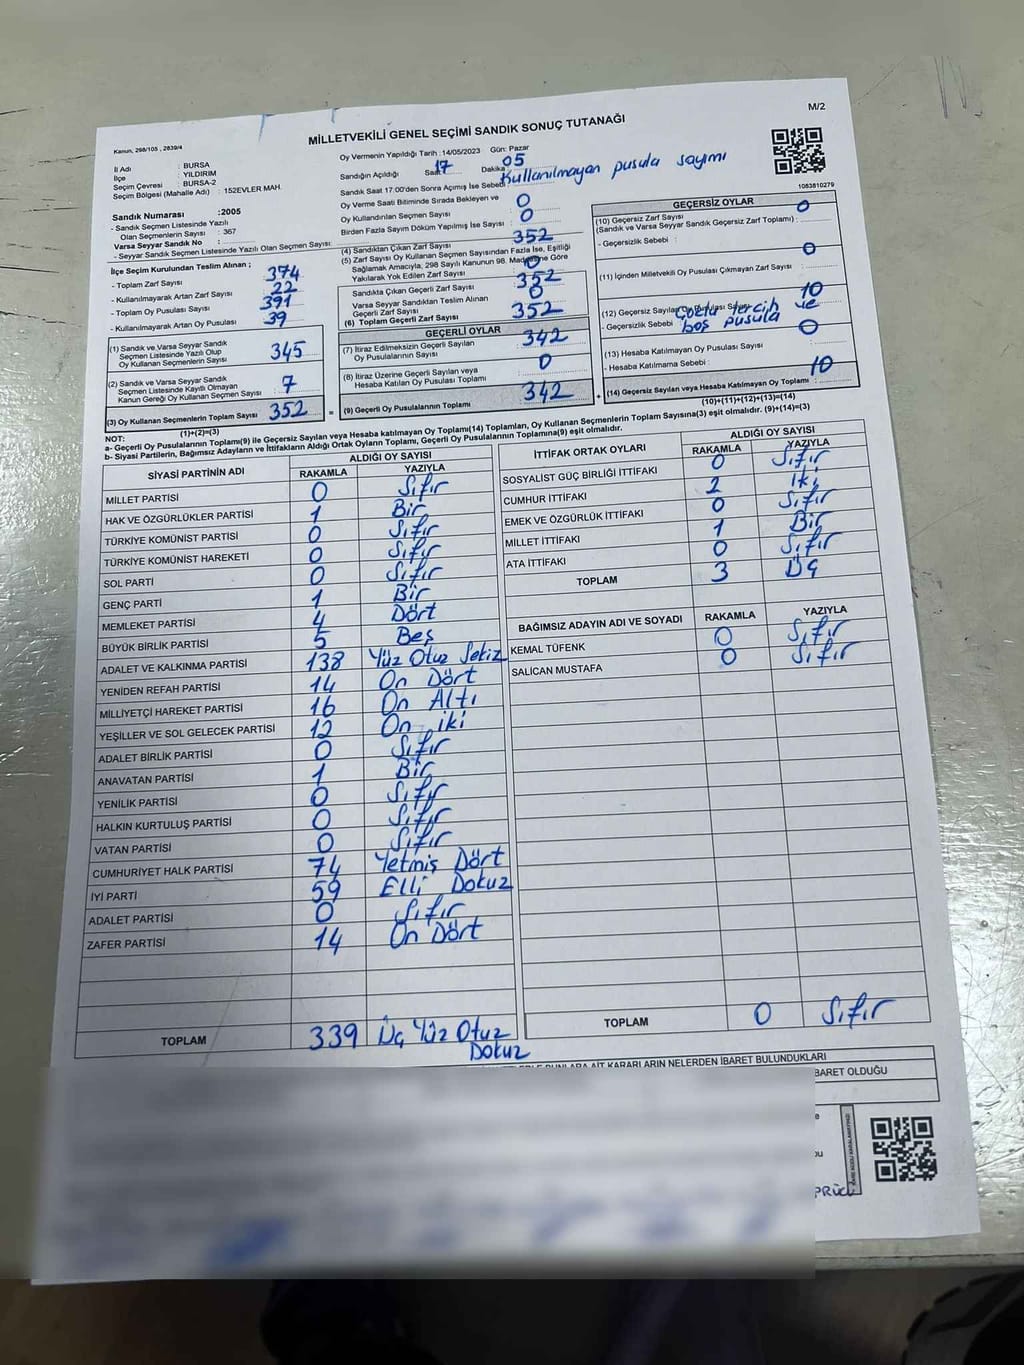 M/2
MİLLETVEKİLİ GENEL SEÇİMİ SANDIK SONUÇ TUTANAĞI
Kanun, 298/105 , 2839/4
Oy Vermenin Yapıldığı Tarih :14/05/2023 Gün: Pazar
İl Adı : BURSA
İlçe : YILDIRIM
Seçim Çevresi : BURSA-2
Seçim Bölgesi (Mahalle Adı) : 152EVLER MAH.
Sandığın Açıldığı Saat 17 Dakika 05
Sandık Saat 17:00'den Sonra Açımış İse Sebebi: Kullanılmayan pusula sayımı
Oy Verme Saati Bitiminde Sırada Bekleyen ve
Oy Kullandırılan Seçmen Sayısı : 0
Birden Fazla Sayım Döküm Yapılmış İse Sayısı : 0
1083810279
Sandık Numarası :2005
- Sandık Seçmen Listesinde Yazılı
Olan Seçmenlerin Sayısı : 367
Varsa Seyyar Sandık No :
- Seyyar Sandık Seçmen Listesinde Yazılı Olan Seçmen Sayısı:
İlçe Seçim Kurulundan Teslim Alınan ;
- Toplam Zarf Sayısı : 374
- Kullanılmayarak Artan Zarf Sayısı : 22
- Toplam Oy Pusulası Sayısı : 391
- Kullanılmayarak Artan Oy Pusulası : 39
(1) Sandık ve Varsa Seyyar Sandık
Seçmen Listesinde Yazılı Olup
Oy Kullanan Seçmenlerin Sayısı : 345
(2) Sandık ve Varsa Seyyar Sandık
Seçmen Listesinde Kayıtlı Olmayan
Kanun Gereği Oy Kullanan Seçmen Sayısı : 7
(3) Oy Kullanan Seçmenlerin Toplam Sayısı : 352
(1)+(2)=(3)
(4) Sandıktan Çıkan Zarf Sayısı : 352
(5) Zarf Sayısı Oy Kullanan Seçmen Sayısından Fazla İse, Eşitliği
Sağlamak Amacıyla, 298 Sayılı Kanunun 98. Maddesine Göre
Yakılarak Yok Edilen Zarf Sayısı : 0
Sandıkta Çıkan Geçerli Zarf Sayısı : 352
Varsa Seyyar Sandıktan Teslim Alınan
Geçerli Zarf Sayısı : 0
(6) Toplam Geçerli Zarf Sayısı : 352
GEÇERLİ OYLAR
(7) İtiraz Edilmeksizin Geçerli Sayılan
Oy Pusulalarının Sayısı : 342
(8) İtiraz Üzerine Geçerli Sayılan veya
Hesaba Katılan Oy Pusulası Toplamı : 0
(9) Geçerli Oy Pusulalarının Toplamı : 342
GEÇERSİZ OYLAR
(10) Geçersiz Zarf Sayısı
(Sandık ve Varsa Seyyar Sandık Geçersiz Zarf Toplamı) : 0
- Geçersizlik Sebebi :
(11) İçinden Milletvekili Oy Pusulası Çıkmayan Zarf Sayısı : 0
(12) Geçersiz Sayılan Oy Pusulası Sayısı : 10
- Geçersizlik Sebebi : Çoklu tercih ve
boş pusula
(13) Hesaba Katılmayan Oy Pusulası Sayısı : 0
- Hesaba Katılmama Sebebi :
(14) Geçersiz Sayılan veya Hesaba Katılmayan Oy Toplamı : 10
(10)+(11)+(12)+(13)=(14)
NOT:
a- Geçerli Oy Pusulalarının Toplamı(9) ile Geçersiz Sayılan veya Hesaba katılmayan Oy Toplamı(14) Toplamları, Oy Kullanan Seçmenlerin Toplam Sayısına(3) eşit olmalıdır. (9)+(14)=(3)
b- Siyasi Partilerin, Bağımsız Adayların ve İttifakların Aldığı Ortak Oyların Toplamı, Geçerli Oy Pusulalarının Toplamına(9) eşit olmalıdır.
SİYASİ PARTİNİN ADI ALDIĞI OY SAYISI
RAKAMLA YAZIYLA
MİLLET PARTİSİ 0 Sıfır
HAK VE ÖZGÜRLÜKLER PARTİSİ 1 Bir
TÜRKİYE KOMÜNİST PARTİSİ 0 Sıfır
TÜRKİYE KOMÜNİST HAREKETİ 0 Sıfır
SOL PARTİ 0 Sıfır
GENÇ PARTİ 1 Bir
MEMLEKET PARTİSİ 4 Dört
BÜYÜK BİRLİK PARTİSİ 5 Beş
ADALET VE KALKINMA PARTİSİ 138 Yüz Otuz Sekiz
YENİDEN REFAH PARTİSİ 14 On Dört
MİLLİYETÇİ HAREKET PARTİSİ 16 On Altı
YEŞİLLER VE SOL GELECEK PARTİSİ 12 On iki
ADALET BİRLİK PARTİSİ 0 Sıfır
ANAVATAN PARTİSİ 1 Bir
YENİLİK PARTİSİ 0 Sıfır
HALKIN KURTULUŞ PARTİSİ 0 Sıfır
VATAN PARTİSİ 0 Sıfır
CUMHURİYET HALK PARTİSİ 74 Yetmiş Dört
İYİ PARTİ 59 Elli Dokuz
ADALET PARTİSİ 0 Sıfır
ZAFER PARTİSİ 14 On Dört
TOPLAM 339 Üç Yüz Otuz
Dokuz
İTTİFAK ORTAK OYLARI ALDIĞI OY SAYISI
RAKAMLA YAZIYLA
SOSYALİST GÜÇ BİRLİĞİ İTTİFAKI 0 Sıfır
CUMHUR İTTİFAKI 2 İki
EMEK VE ÖZGÜRLÜK İTTİFAKI 0 Sıfır
MİLLET İTTİFAKI 1 Bir
ATA İTTİFAKI 0 Sıfır
TOPLAM 3 Üç
BAĞIMSIZ ADAYIN ADI VE SOYADI RAKAMLA YAZIYLA
KEMAL TÜFENK 0 Sıfır
SALİCAN MUSTAFA 0 Sıfır
TOPLAM 0 Sıfır
BUNLARA AİT KARARLARIN NELERDEN İBARET BULUNDUKLARI
BARET OLDUĞU